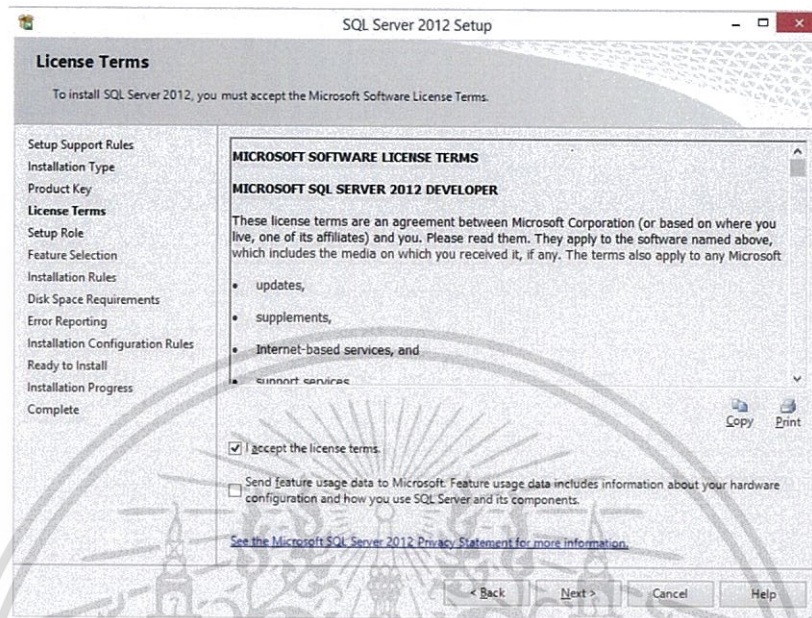 SQL Server 2012 Setup
License Terms
To install SQL Server 2012, you must accept the Microsoft Software License Terms.
Setup Support Rules
Installation Type
Product Key
License Terms
Setup Role
Feature Selection
Installation Rules
Disk Space Requirements
Error Reporting
Installation Configuration Rules
Ready to Install
Installation Progress
Complete
MICROSOFT SOFTWARE LICENSE TERMS
MICROSOFT SQL SERVER 2012 DEVELOPER
These license terms are an agreement between Microsoft Corporation (or based on where you
live, one of its affiliates) and you. Please read them. They apply to the software named above,
which includes the media on which you received it, if any. The terms also apply to any Microsoft
• updates,
• supplements,
• Internet-based services, and
• support services
Copy Print
I accept the license terms.
Send feature usage data to Microsoft. Feature usage data includes information about your hardware
configuration and how you use SQL Server and its components.
See the Microsoft SQL Server 2012 Privacy Statement for more information.
< Back Next > Cancel Help